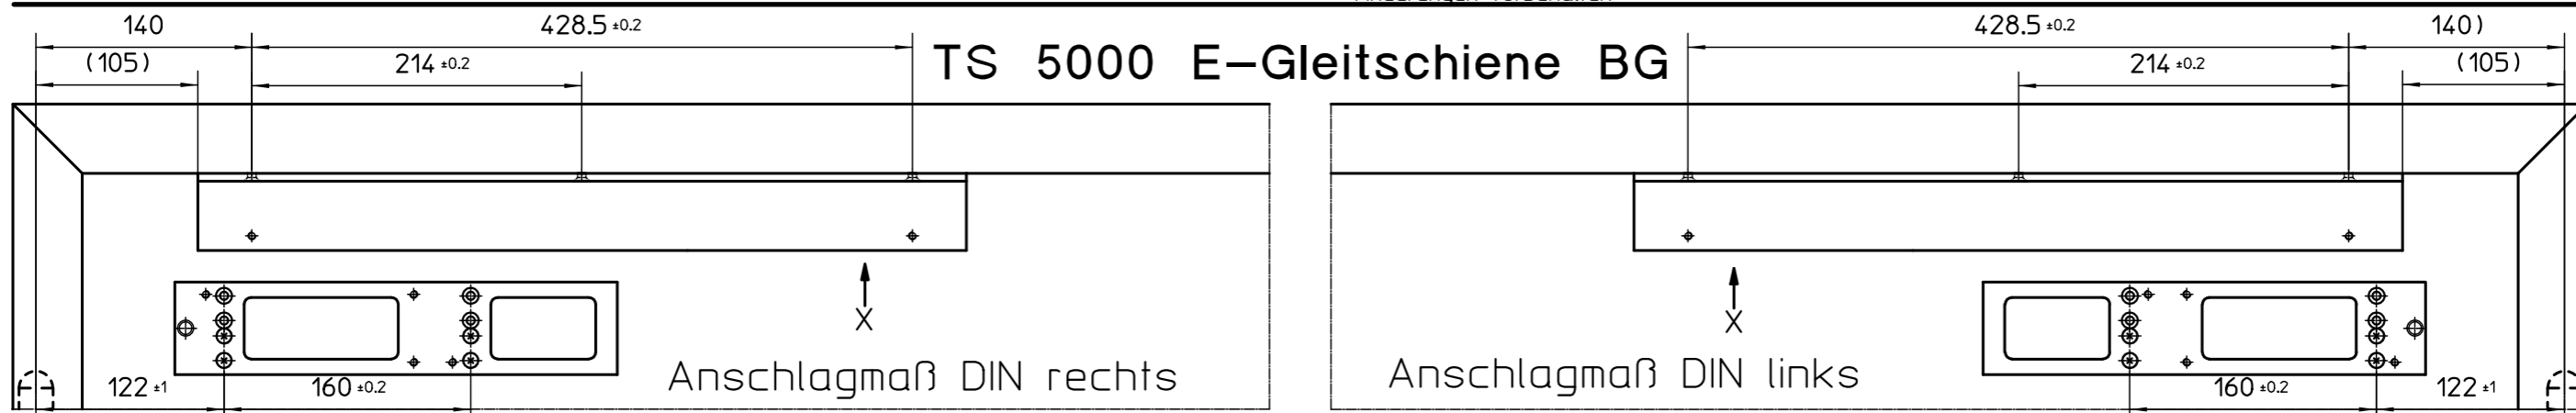 140 428.5 ±0.2 428.5 ±0.2 140)
TS 5000 E-Gleitschiene BG
(105) 214 ±0.2 214 ±0.2 (105)
X X
Anschlagmaß DIN rechts Anschlagmaß DIN links
122 ±1 160 ±0.2 160 ±0.2 122 ±1